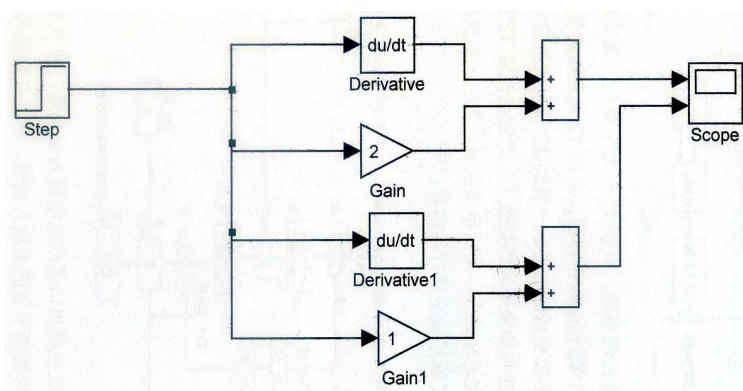 du/dt
Derivative
+
+
Step
Scope
2
Gain
du/dt
Derivative1
+
+
1
Gain1